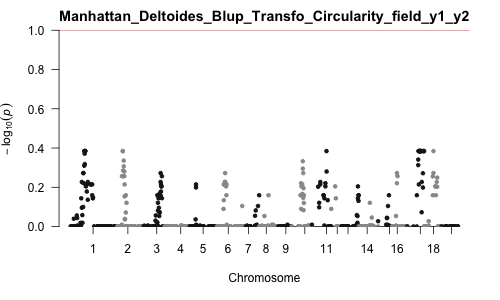 Manhattan_Deltoides_Blup_Transfo_Circularity_field_y1_y2
− log10(p)
1.0
0.8
0.6
0.4
0.2
0.0
1 2 3 4 5 6 7 8 9 11 14 16 18
Chromosome